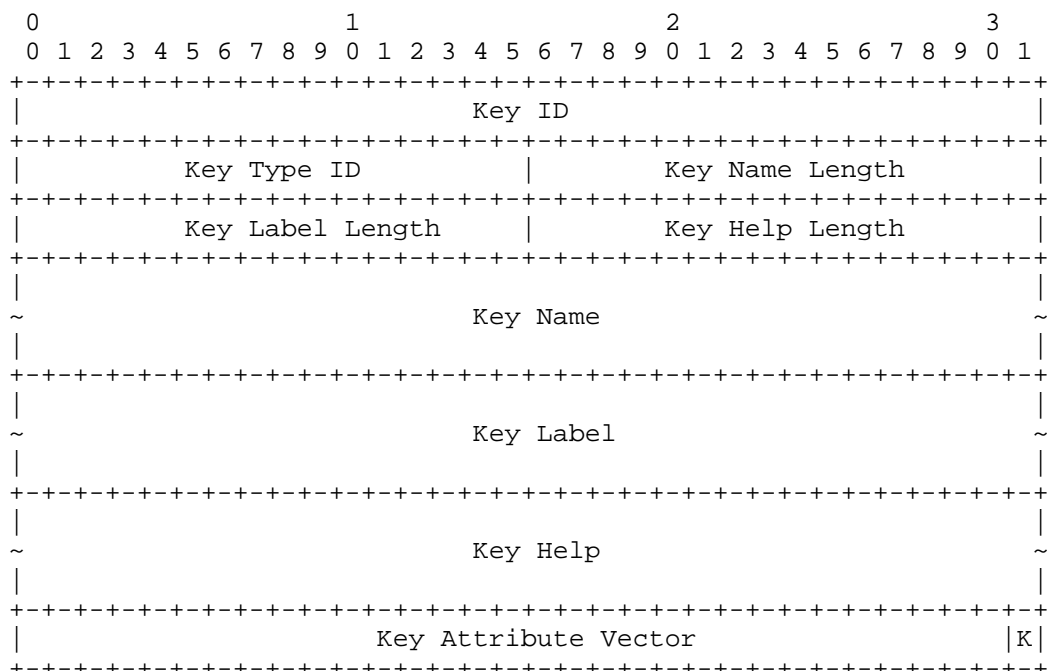 0                   1                   2                   3
 0 1 2 3 4 5 6 7 8 9 0 1 2 3 4 5 6 7 8 9 0 1 2 3 4 5 6 7 8 9 0 1
+-+-+-+-+-+-+-+-+-+-+-+-+-+-+-+-+-+-+-+-+-+-+-+-+-+-+-+-+-+-+-+-+
|                            Key ID                             |
+-+-+-+-+-+-+-+-+-+-+-+-+-+-+-+-+-+-+-+-+-+-+-+-+-+-+-+-+-+-+-+-+
|          Key Type ID          |        Key Name Length        |
+-+-+-+-+-+-+-+-+-+-+-+-+-+-+-+-+-+-+-+-+-+-+-+-+-+-+-+-+-+-+-+-+
|          Key Label Length     |        Key Help Length        |
+-+-+-+-+-+-+-+-+-+-+-+-+-+-+-+-+-+-+-+-+-+-+-+-+-+-+-+-+-+-+-+-+
|                                                               |
~                            Key Name                           ~
|                                                               |
+-+-+-+-+-+-+-+-+-+-+-+-+-+-+-+-+-+-+-+-+-+-+-+-+-+-+-+-+-+-+-+-+
|                                                               |
~                            Key Label                          ~
|                                                               |
+-+-+-+-+-+-+-+-+-+-+-+-+-+-+-+-+-+-+-+-+-+-+-+-+-+-+-+-+-+-+-+-+
|                                                               |
~                            Key Help                           ~
|                                                               |
+-+-+-+-+-+-+-+-+-+-+-+-+-+-+-+-+-+-+-+-+-+-+-+-+-+-+-+-+-+-+-+-+
|                      Key Attribute Vector                   |K|
+-+-+-+-+-+-+-+-+-+-+-+-+-+-+-+-+-+-+-+-+-+-+-+-+-+-+-+-+-+-+-+-+